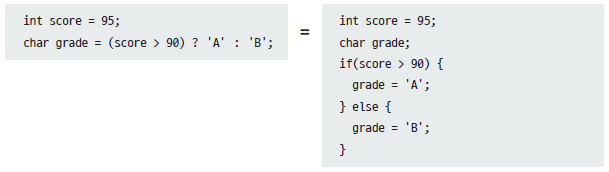 int score = 95;
char grade = (score > 90) ? 'A' : 'B';
=
int score = 95;
char grade;
if(score > 90) {
  grade = 'A';
} else {
  grade = 'B';
}